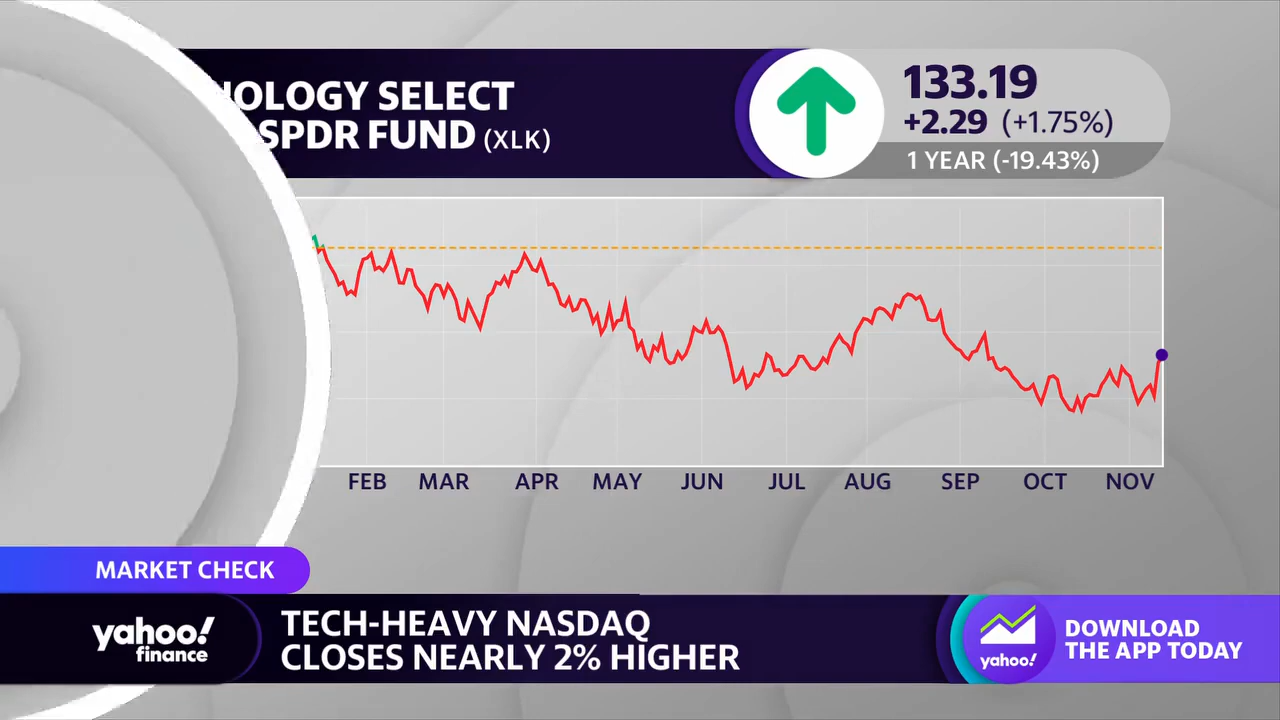 NOLOGY SELECT
SPDR FUND (XLK)
133.19
+2.29 (+1.75%)
1 YEAR (-19.43%)
FEB MAR APR MAY JUN JUL AUG SEP OCT NOV
MARKET CHECK
yahoo!
finance
TECH-HEAVY NASDAQ
CLOSES NEARLY 2% HIGHER
yahoo!
DOWNLOAD
THE APP TODAY